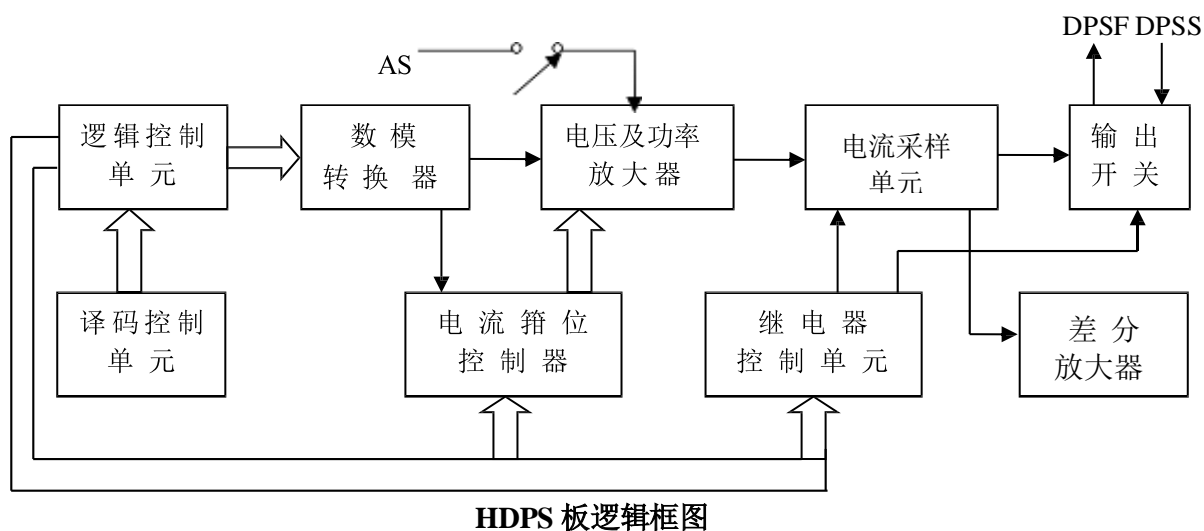 DPSF DPSS
AS
逻辑控制
单 元
数 模
转 换 器
电压及功率
放大器
电流采样
单元
输 出
开 关
译码控制
单 元
电 流 箝 位
控 制 器
继 电 器
控 制 单 元
差 分
放大器
HDPS 板逻辑框图